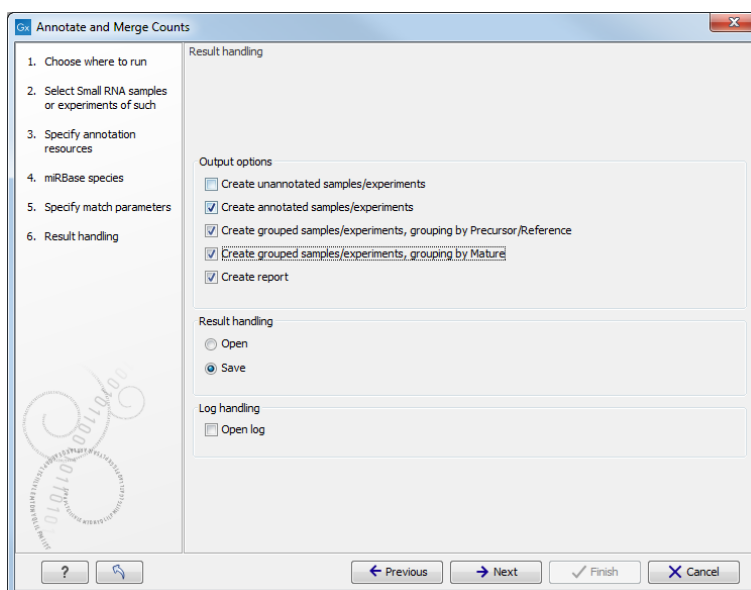 Gx Annotate and Merge Counts
1. Choose where to run
2. Select Small RNA samples
or experiments of such
3. Specify annotation
resources
4. miRBase species
5. Specify match parameters
6. Result handling
Result handling
Output options
Create unannotated samples/experiments
Create annotated samples/experiments
Create grouped samples/experiments, grouping by Precursor/Reference
Create grouped samples/experiments, grouping by Mature
Create report
Result handling
Open
Save
Log handling
Open log
?
Previous
Next
Finish
Cancel